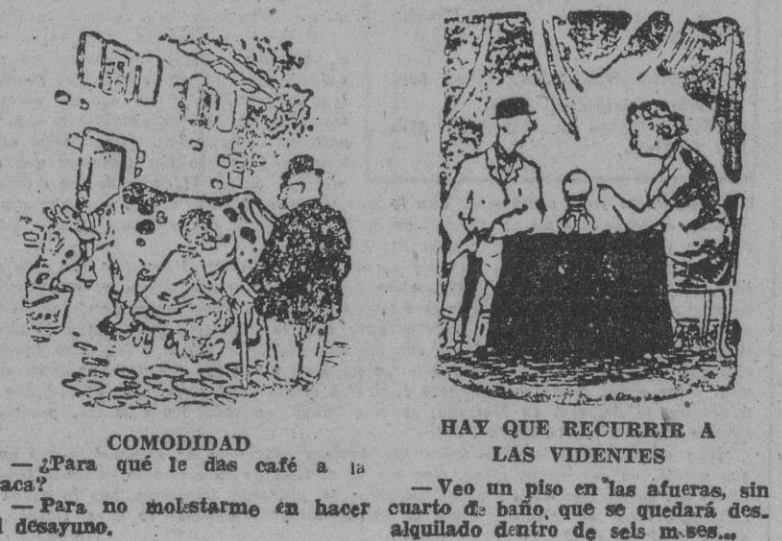 COMODIDAD
— ¿Para qué le das café a la
aca?
— Para no molestarme en hacer
l desayuno.
HAY QUE RECURRIR A
LAS VIDENTES
— Veo un piso en las afueras, sin
cuarto de baño, que se quedará des-
alquilado dentro de seis meses...